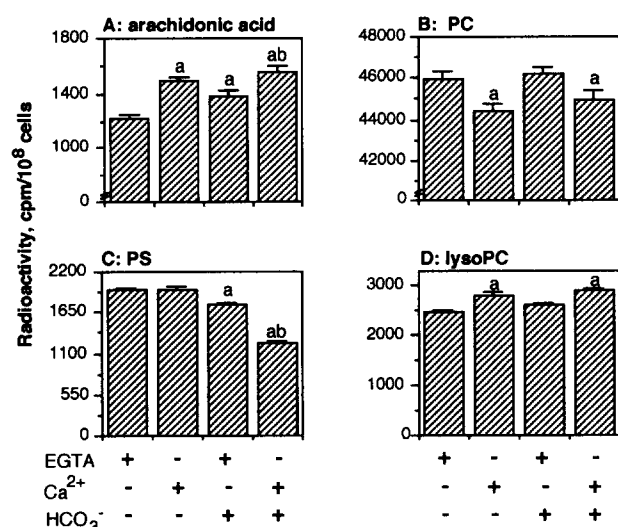 A: arachidonic acid
1800
1400
1000
0
a
a
ab
B: PC
48000
46000
44000
42000
0
a
a
Radioactivity, cpm/10⁸ cells
C: PS
2200
1650
1100
550
0
a
ab
D: lysoPC
3000
2000
1000
0
a
a
EGTA + - + - + - + -
Ca²⁺ - + - + - + - +
HCO₃⁻ - - + + - - + +